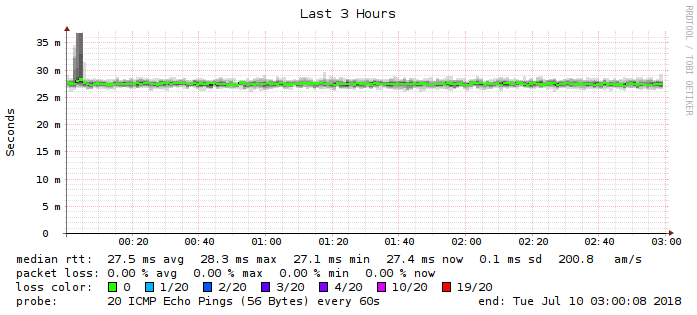 Last 3 Hours
RRDTOOL / TOBI OETIKER
Seconds
35 m
30 m
25 m
20 m
15 m
10 m
5 m
0
00:20 00:40 01:00 01:20 01:40 02:00 02:20 02:40 03:00
median rtt: 27.5 ms avg 28.3 ms max 27.1 ms min 27.4 ms now 0.1 ms sd 200.8 am/s
packet loss: 0.00 % avg 0.00 % max 0.00 % min 0.00 % now
loss color: 0 1/20 2/20 3/20 4/20 10/20 19/20
probe: 20 ICMP Echo Pings (56 Bytes) every 60s end: Tue Jul 10 03:00:08 2018